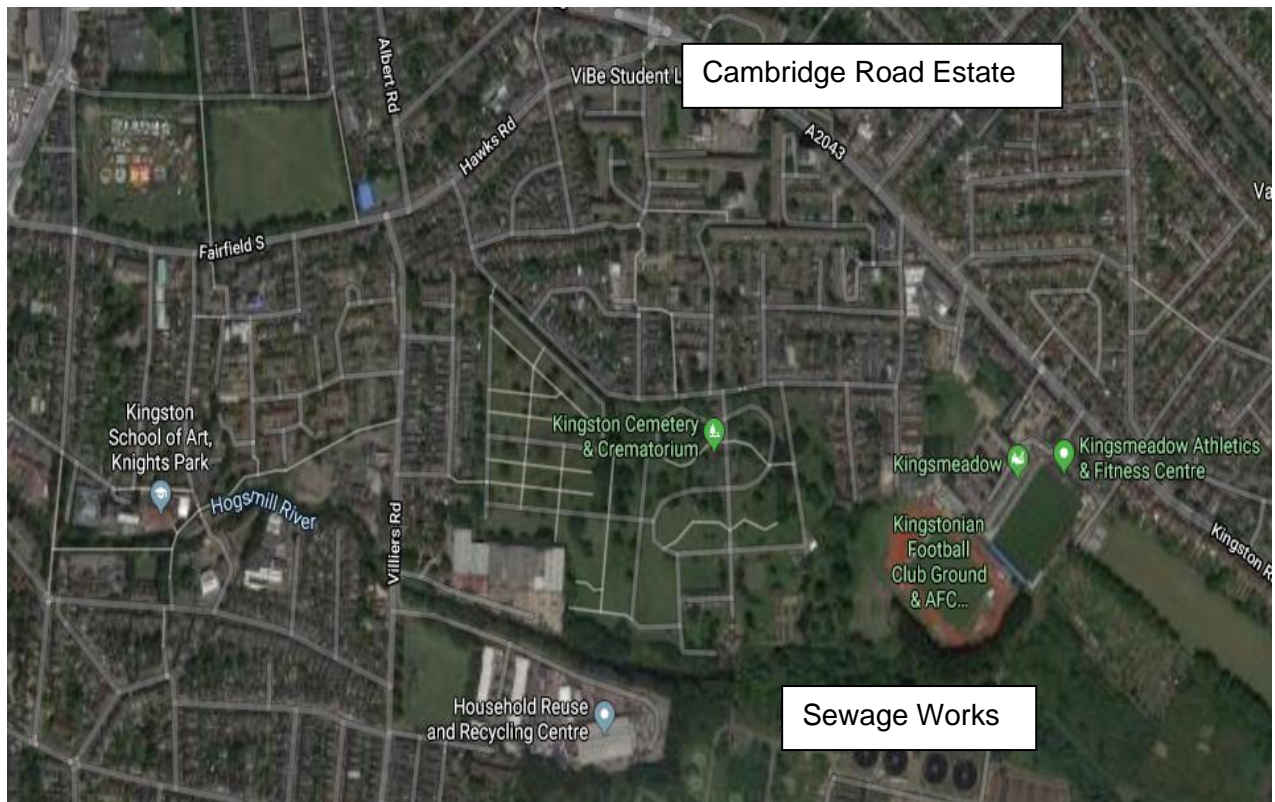 Albert Rd
ViBe Student L
Cambridge Road Estate
Hawks Rd
A2043
Va
Fairfield S
Kingston
School of Art,
Knights Park
Hogsmill River
Villiers Rd
Kingston Cemetery
& Crematorium
Kingsmeadow
Kingsmeadow Athletics
& Fitness Centre
Kingstonian
Football
Club Ground
& AFC...
Kingston R
Household Reuse
and Recycling Centre
Sewage Works